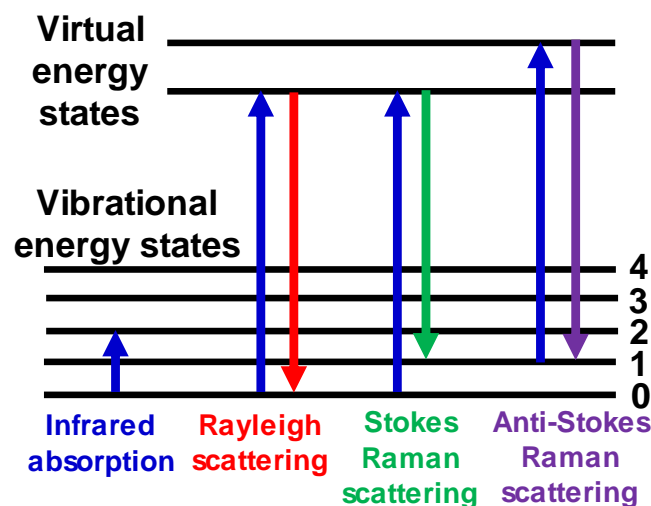 Virtual
energy
states
Vibrational
energy states
4
3
2
1
0
Infrared
absorption
Rayleigh
scattering
Stokes
Raman
scattering
Anti-Stokes
Raman
scattering